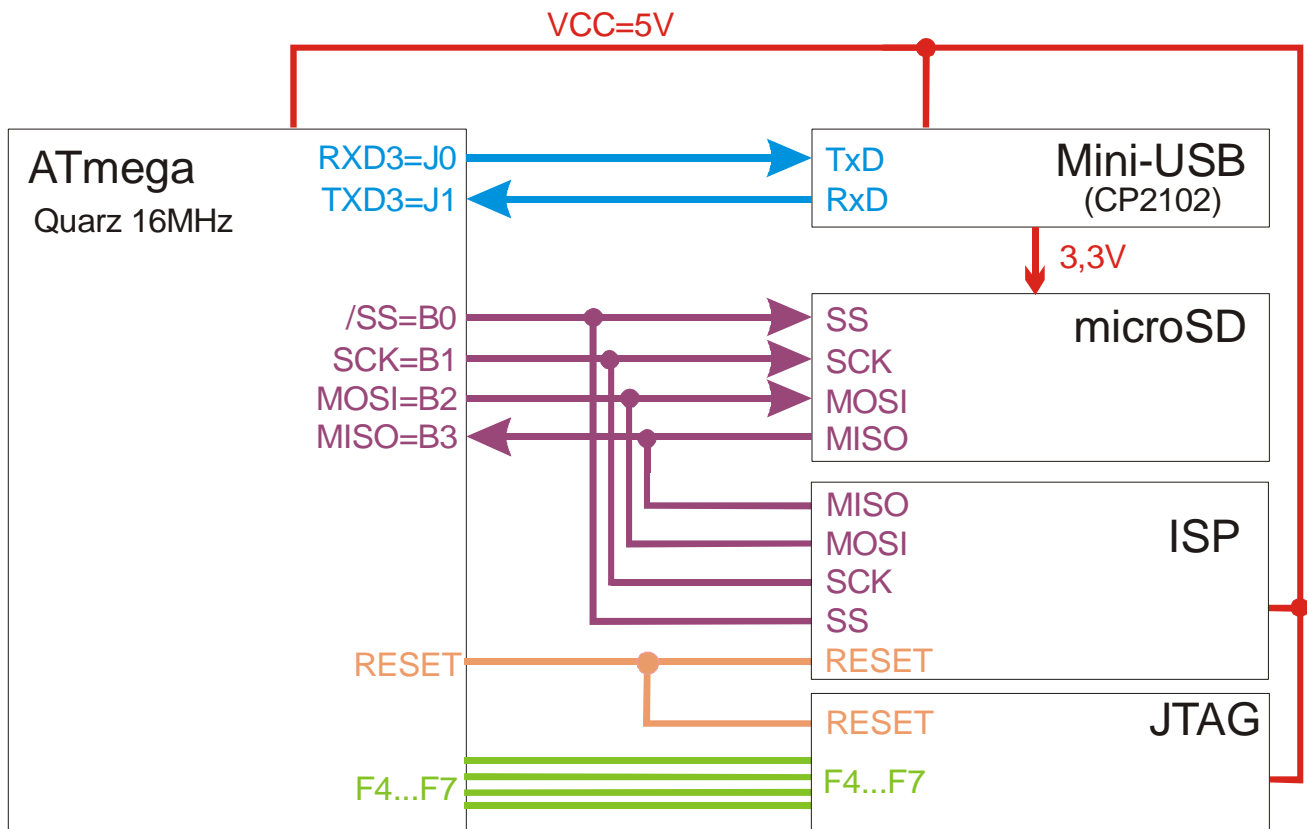 VCC=5V
ATmega
Quarz 16MHz
RXD3=J0
TXD3=J1
TxD
RxD
Mini-USB
(CP2102)
3,3V
/SS=B0
SCK=B1
MOSI=B2
MISO=B3
SS
SCK
MOSI
MISO
microSD
MISO
MOSI
SCK
SS
RESET
ISP
RESET
RESET
JTAG
F4...F7
F4...F7